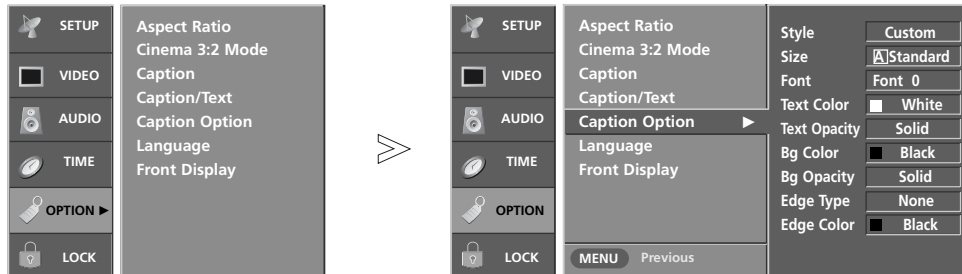 SETUP
VIDEO
AUDIO
TIME
OPTION ►
LOCK
Aspect Ratio
Cinema 3:2 Mode
Caption
Caption/Text
Caption Option
Language
Front Display
SETUP
VIDEO
AUDIO
TIME
OPTION
LOCK
Aspect Ratio
Cinema 3:2 Mode
Caption
Caption/Text
Caption Option ►
Language
Front Display
MENU Previous
Style Custom
Size A Standard
Font Font 0
Text Color White
Text Opacity Solid
Bg Color Black
Bg Opacity Solid
Edge Type None
Edge Color Black